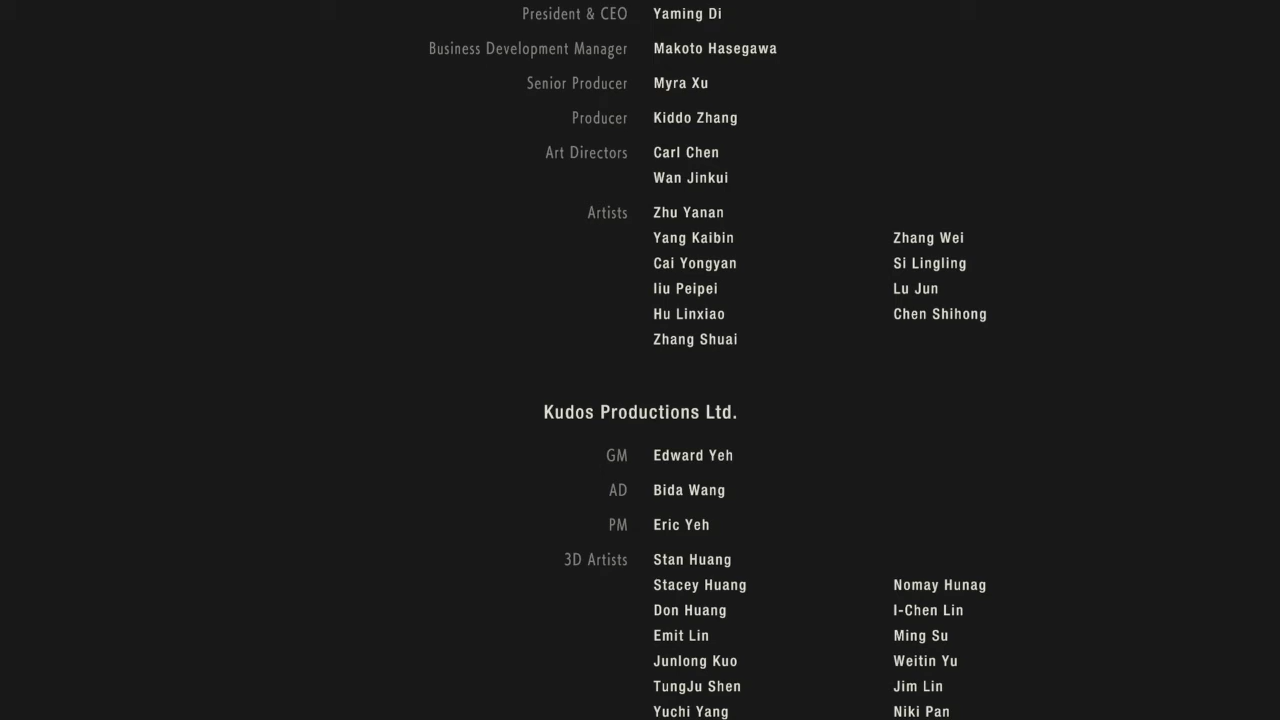 President & CEO Yaming Di
Business Development Manager Makoto Hasegawa
Senior Producer Myra Xu
Producer Kiddo Zhang
Art Directors Carl Chen
Wan Jinkui
Artists Zhu Yanan
Yang Kaibin Zhang Wei
Cai Yongyan Si Lingling
liu Peipei Lu Jun
Hu Linxiao Chen Shihong
Zhang Shuai
Kudos Productions Ltd.
GM Edward Yeh
AD Bida Wang
PM Eric Yeh
3D Artists Stan Huang
Stacey Huang Nomay Hunag
Don Huang I-Chen Lin
Emit Lin Ming Su
Junlong Kuo Weitin Yu
TungJu Shen Jim Lin
Yuchi Yang Niki Pan